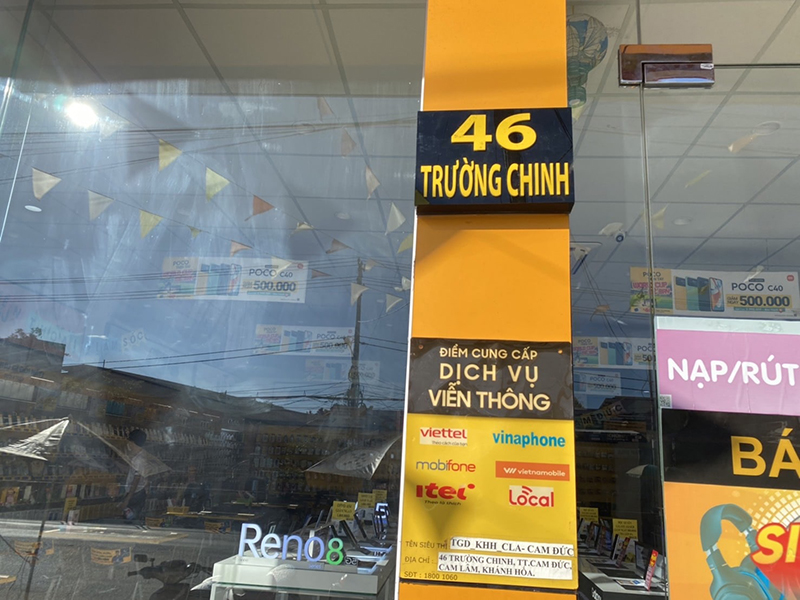 46
TRƯỜNG CHINH
POCO C40
500.000
POCO C40
500.000
ĐIỂM CUNG CẤP
DỊCH VỤ
VIỄN THÔNG
viettel
vinaphone
mobifone
vietnamobile
ıtel
Local
TÊN SIÊU THỊ: TGD_KHH_CLA- CAM ĐỨC
ĐỊA CHỈ: 46 TRƯỜNG CHINH, TT.CAM ĐỨC,
CAM LÂM, KHÁNH HÒA.
SĐT: 1800 1060
NẠP/RÚT
BÁ
SI
Reno8